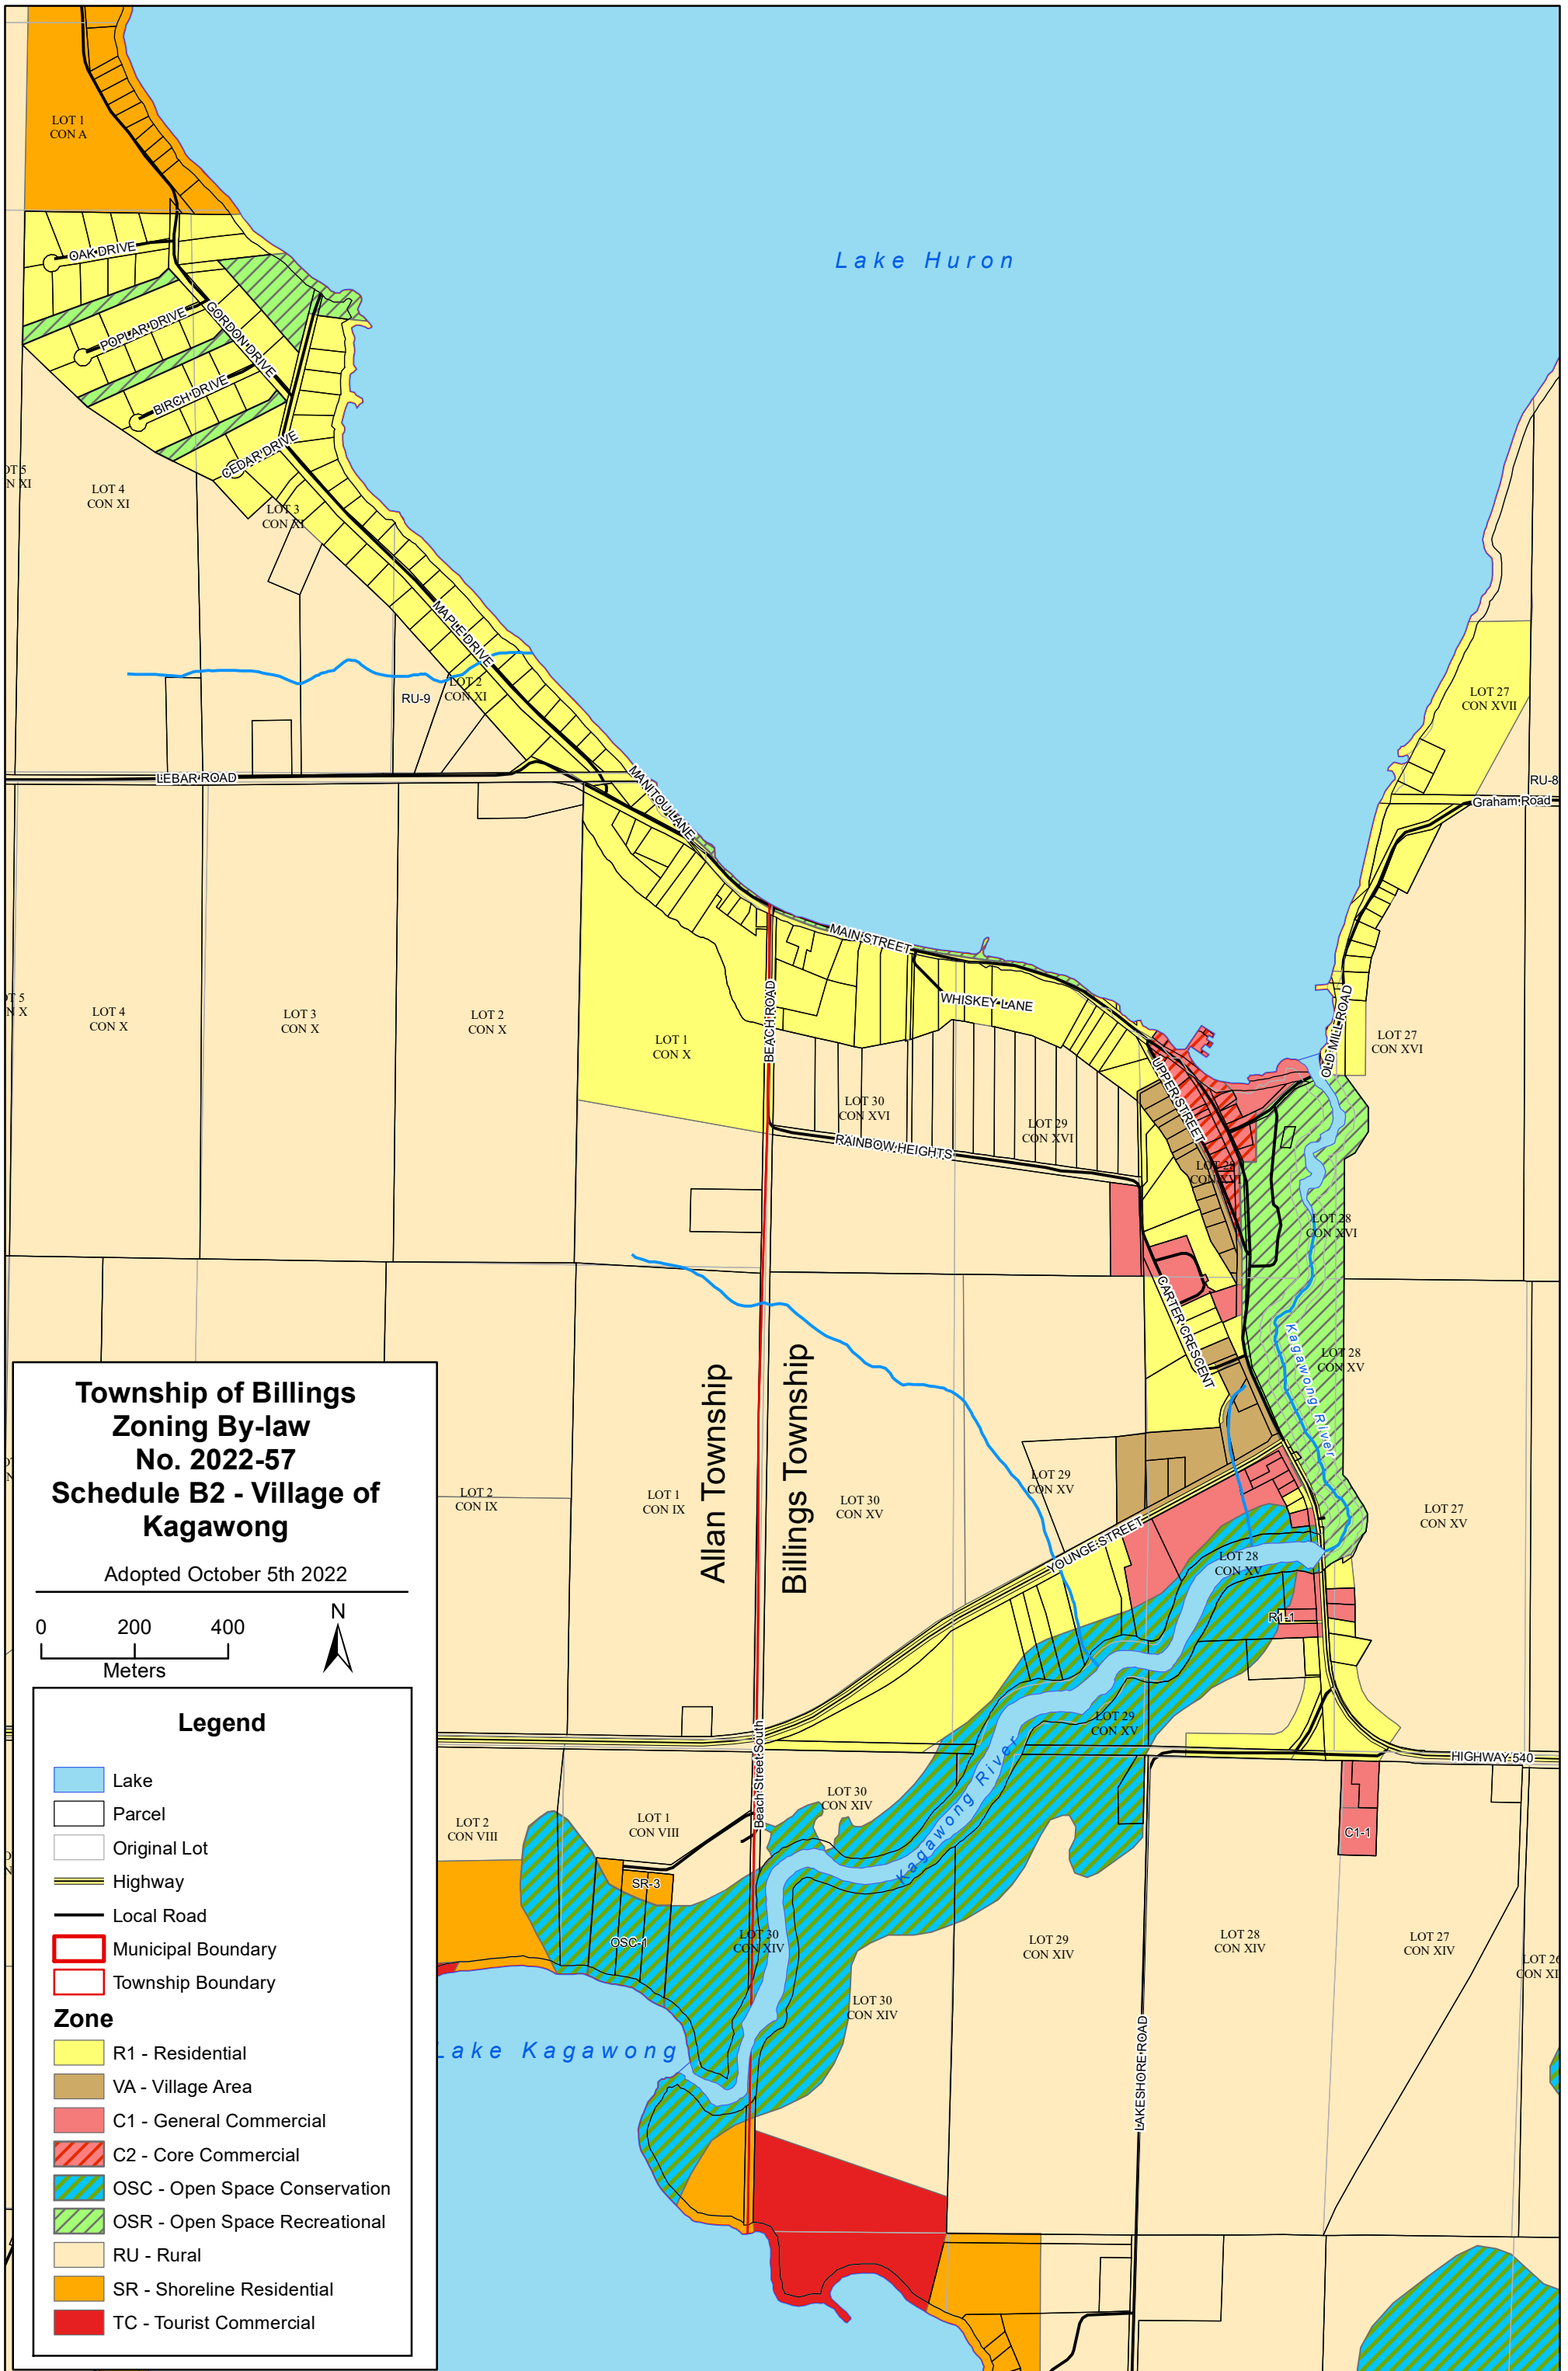 LOT 1
CON A
Lake Huron
OAK DRIVE
POPLAR DRIVE
GORDON DRIVE
BIRCH DRIVE
CEDAR DRIVE
LOT 4
CON XI
LOT 3
CON XI
MAPLE DRIVE
LOT 2
CON XI
RU-9
LOT 27
CON XVII
RU-8
Graham Road
LEBAR ROAD
MANITOU LANE
MAIN STREET
WHISKEY LANE
BEACH ROAD
OLD MILL ROAD
LOT 4
CON X
LOT 3
CON X
LOT 2
CON X
LOT 1
CON X
LOT 27
CON XVI
UPPER STREET
LOT 30
CON XVI
LOT 29
CON XVI
RAINBOW HEIGHTS
LOT 28
CON XVI
LOT 28
CON XVI
CARTER CRESCENT
Kagawong River
LOT 28
CON XV
Allan Township
Billings Township
LOT 2
CON IX
LOT 1
CON IX
LOT 30
CON XV
LOT 29
CON XV
LOT 27
CON XV
YOUNGE STREET
LOT 28
CON XV
R1-1
LOT 29
CON XV
HIGHWAY 540
Beach Street South
Kagawong River
LOT 2
CON VIII
LOT 1
CON VIII
LOT 30
CON XIV
C1-1
SR-3
OSC-1
LOT 30
CON XIV
LOT 29
CON XIV
LOT 28
CON XIV
LOT 27
CON XIV
LOT 30
CON XIV
Lake Kagawong
LAKESHORE ROAD
Township of Billings
Zoning By-law
No. 2022-57
Schedule B2 - Village of
Kagawong
Adopted October 5th 2022
0 200 400
Meters
N
Legend
Lake
Parcel
Original Lot
Highway
Local Road
Municipal Boundary
Township Boundary
Zone
R1 - Residential
VA - Village Area
C1 - General Commercial
C2 - Core Commercial
OSC - Open Space Conservation
OSR - Open Space Recreational
RU - Rural
SR - Shoreline Residential
TC - Tourist Commercial